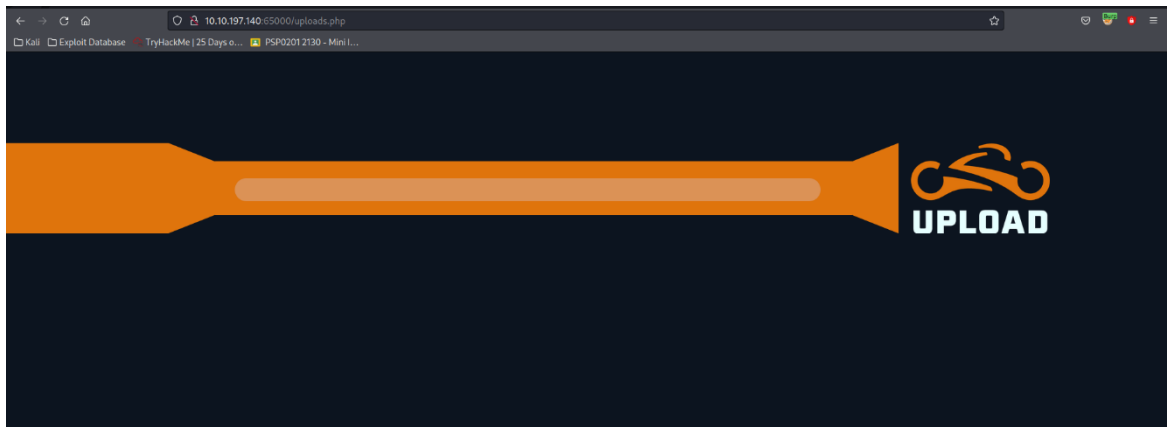 10.10.197.140:65000/uploads.php
Kali Exploit Database TryHackMe | 25 Days o... PSP0201 2130 - Mini I...
UPLOAD